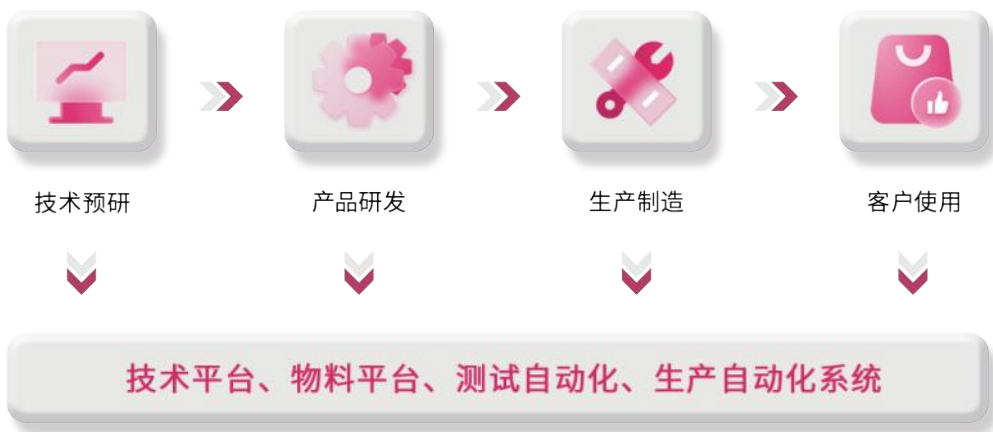 技术预研
产品研发
生产制造
客户使用
技术平台、物料平台、测试自动化、生产自动化系统